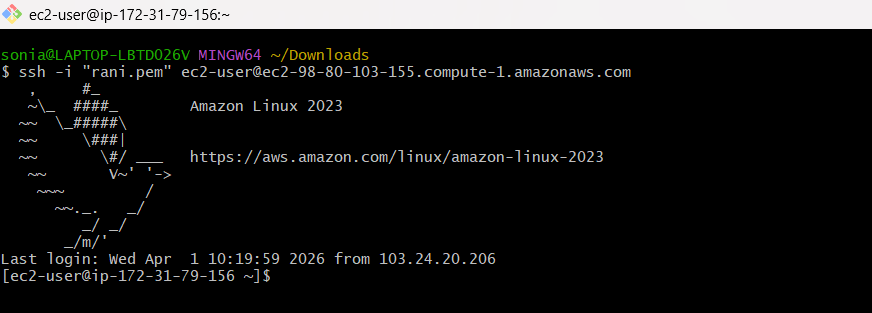 ec2-user@ip-172-31-79-156:~
sonia@LAPTOP-LBTDO26V MINGW64 ~/Downloads
$ ssh -i "rani.pem" ec2-user@ec2-98-80-103-155.compute-1.amazonaws.com
   ,     #_
   ~\_  ####_        Amazon Linux 2023
  ~~  \_#####\
  ~~     \###|
  ~~       \#/ ___   https://aws.amazon.com/linux/amazon-linux-2023
   ~~       V~' '->
    ~~~         /
      ~~._.   _/
         _/ _/
       _/m/'
Last login: Wed Apr  1 10:19:59 2026 from 103.24.20.206
[ec2-user@ip-172-31-79-156 ~]$